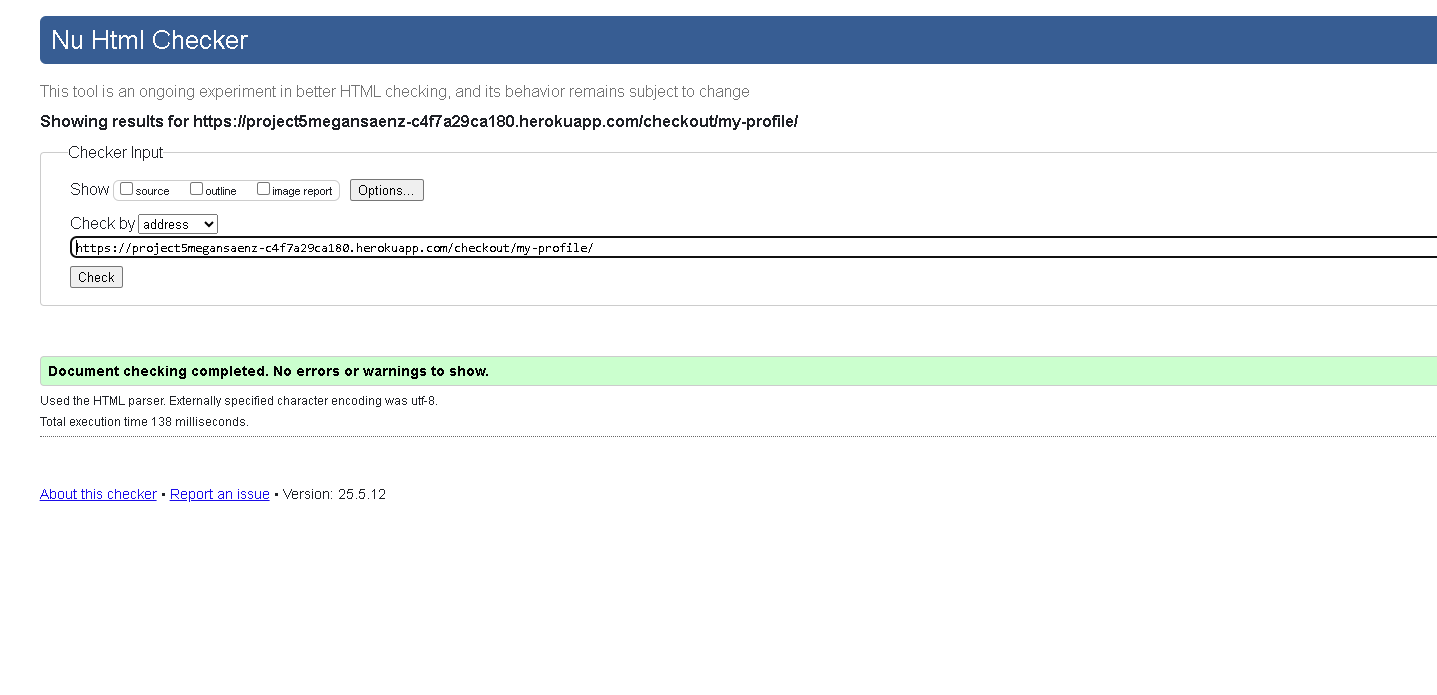 Nu Html Checker
This tool is an ongoing experiment in better HTML checking, and its behavior remains subject to change
Showing results for https://project5megansaenz-c4f7a29ca180.herokuapp.com/checkout/my-profile/
Checker Input
Show source outline image report Options...
Check by address
https://project5megansaenz-c4f7a29ca180.herokuapp.com/checkout/my-profile/
Check
Document checking completed. No errors or warnings to show.
Used the HTML parser. Externally specified character encoding was utf-8.
Total execution time 138 milliseconds.
About this checker • Report an issue • Version: 25.5.12